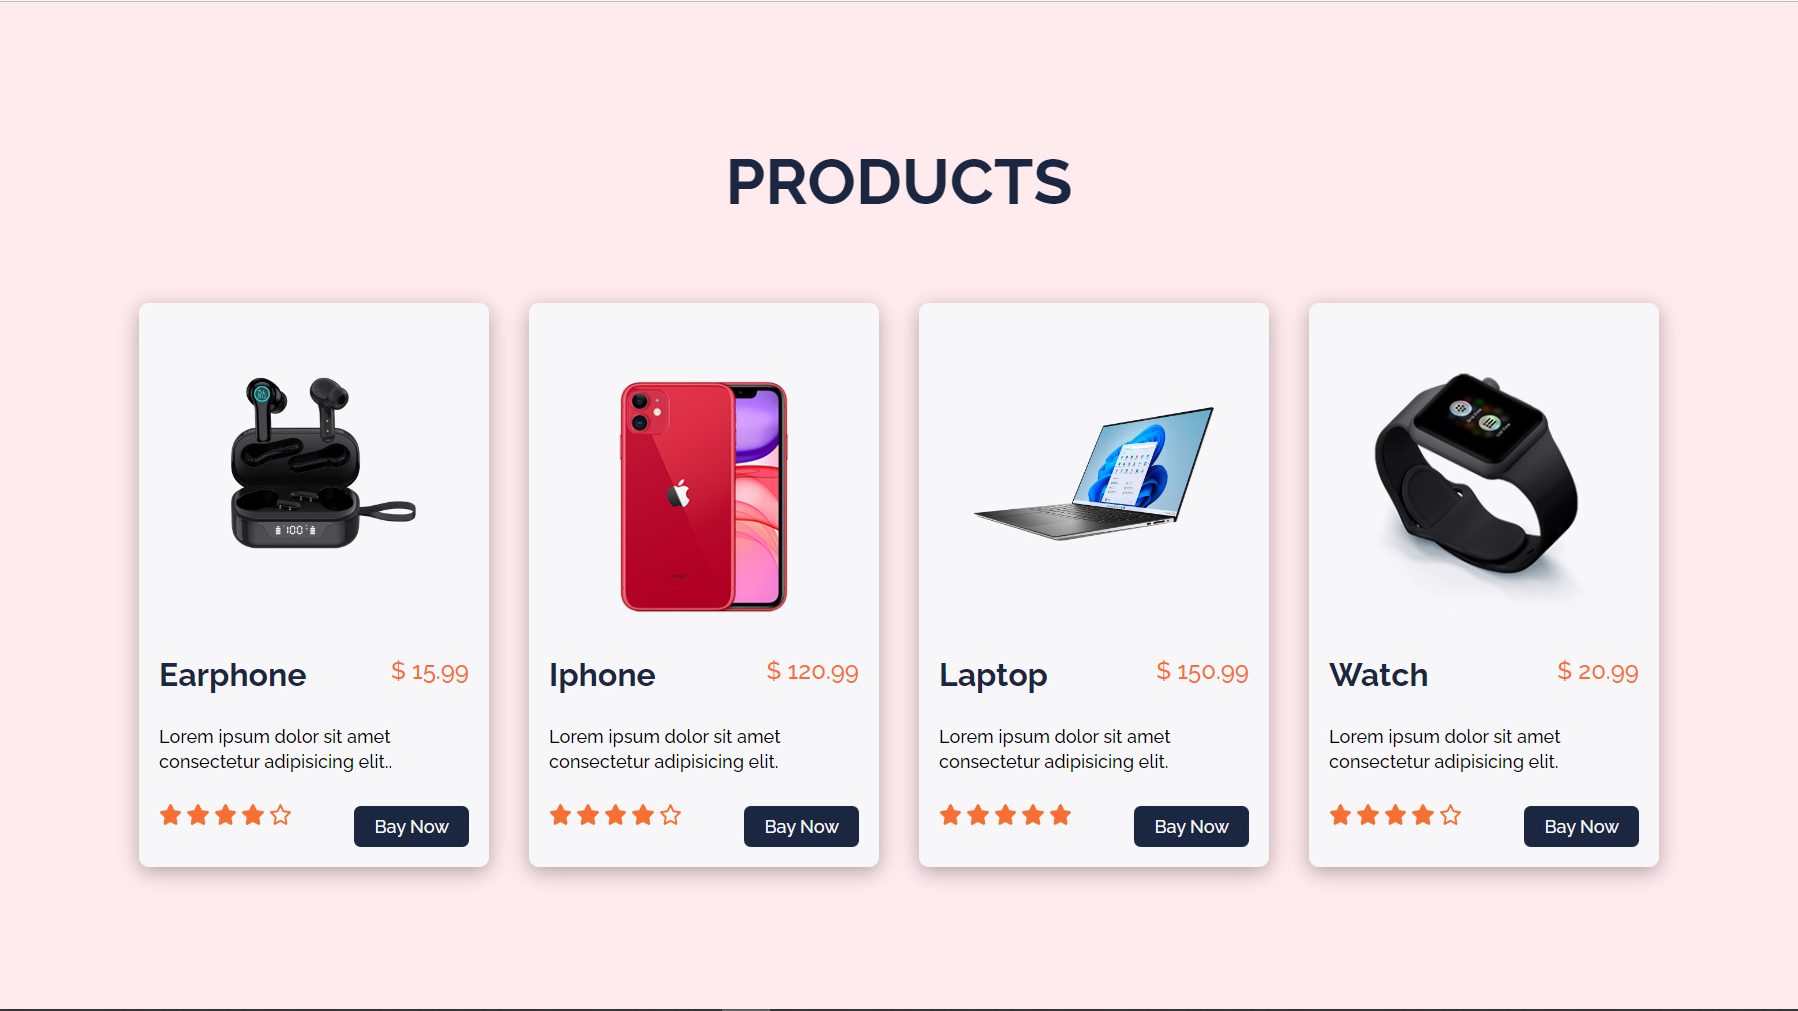 PRODUCTS
100
Earphone
$ 15.99
Lorem ipsum dolor sit amet
consectetur adipisicing elit..
Bay Now
Iphone
$ 120.99
Lorem ipsum dolor sit amet
consectetur adipisicing elit.
Bay Now
Laptop
$ 150.99
Lorem ipsum dolor sit amet
consectetur adipisicing elit.
Bay Now
Watch
$ 20.99
Lorem ipsum dolor sit amet
consectetur adipisicing elit.
Bay Now